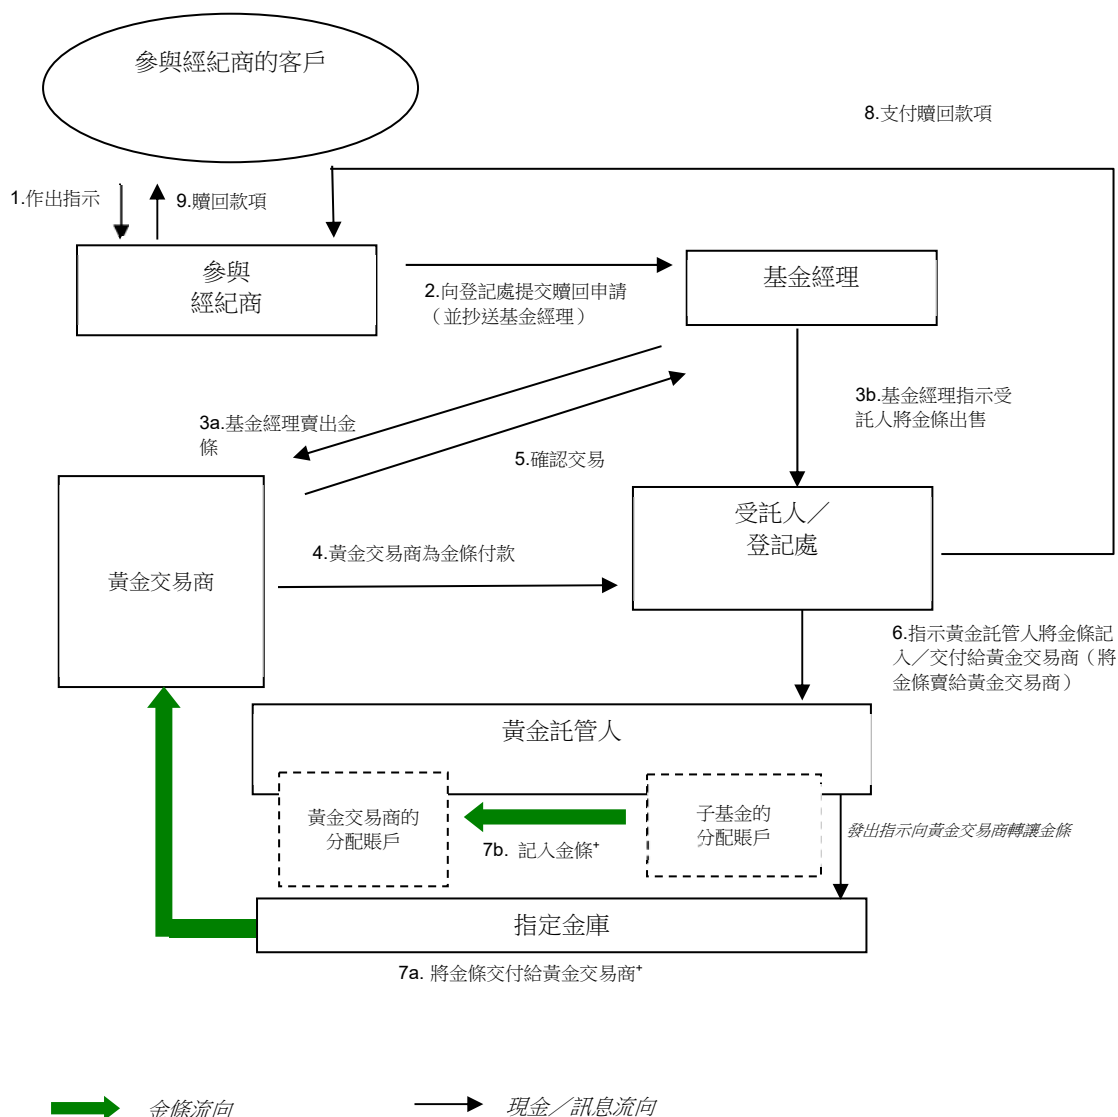 參與經紀商的客戶
8.支付贖回款項
1.作出指示
9.贖回款項
參與
經紀商
2.向登記處提交贖回申請
（並抄送基金經理）
基金經理
3a.基金經理賣出金
條
3b.基金經理指示受
託人將金條出售
5.確認交易
受託人／
登記處
4.黃金交易商為金條付款
黃金交易商
6.指示黃金託管人將金條記
入／交付給黃金交易商（將
金條賣給黃金交易商）
黃金託管人
黃金交易商的
分配賬戶
7b. 記入金條⁺
子基金的
分配賬戶
發出指示向黃金交易商轉讓金條
指定金庫
7a. 將金條交付給黃金交易商⁺
金條流向
現金／訊息流向